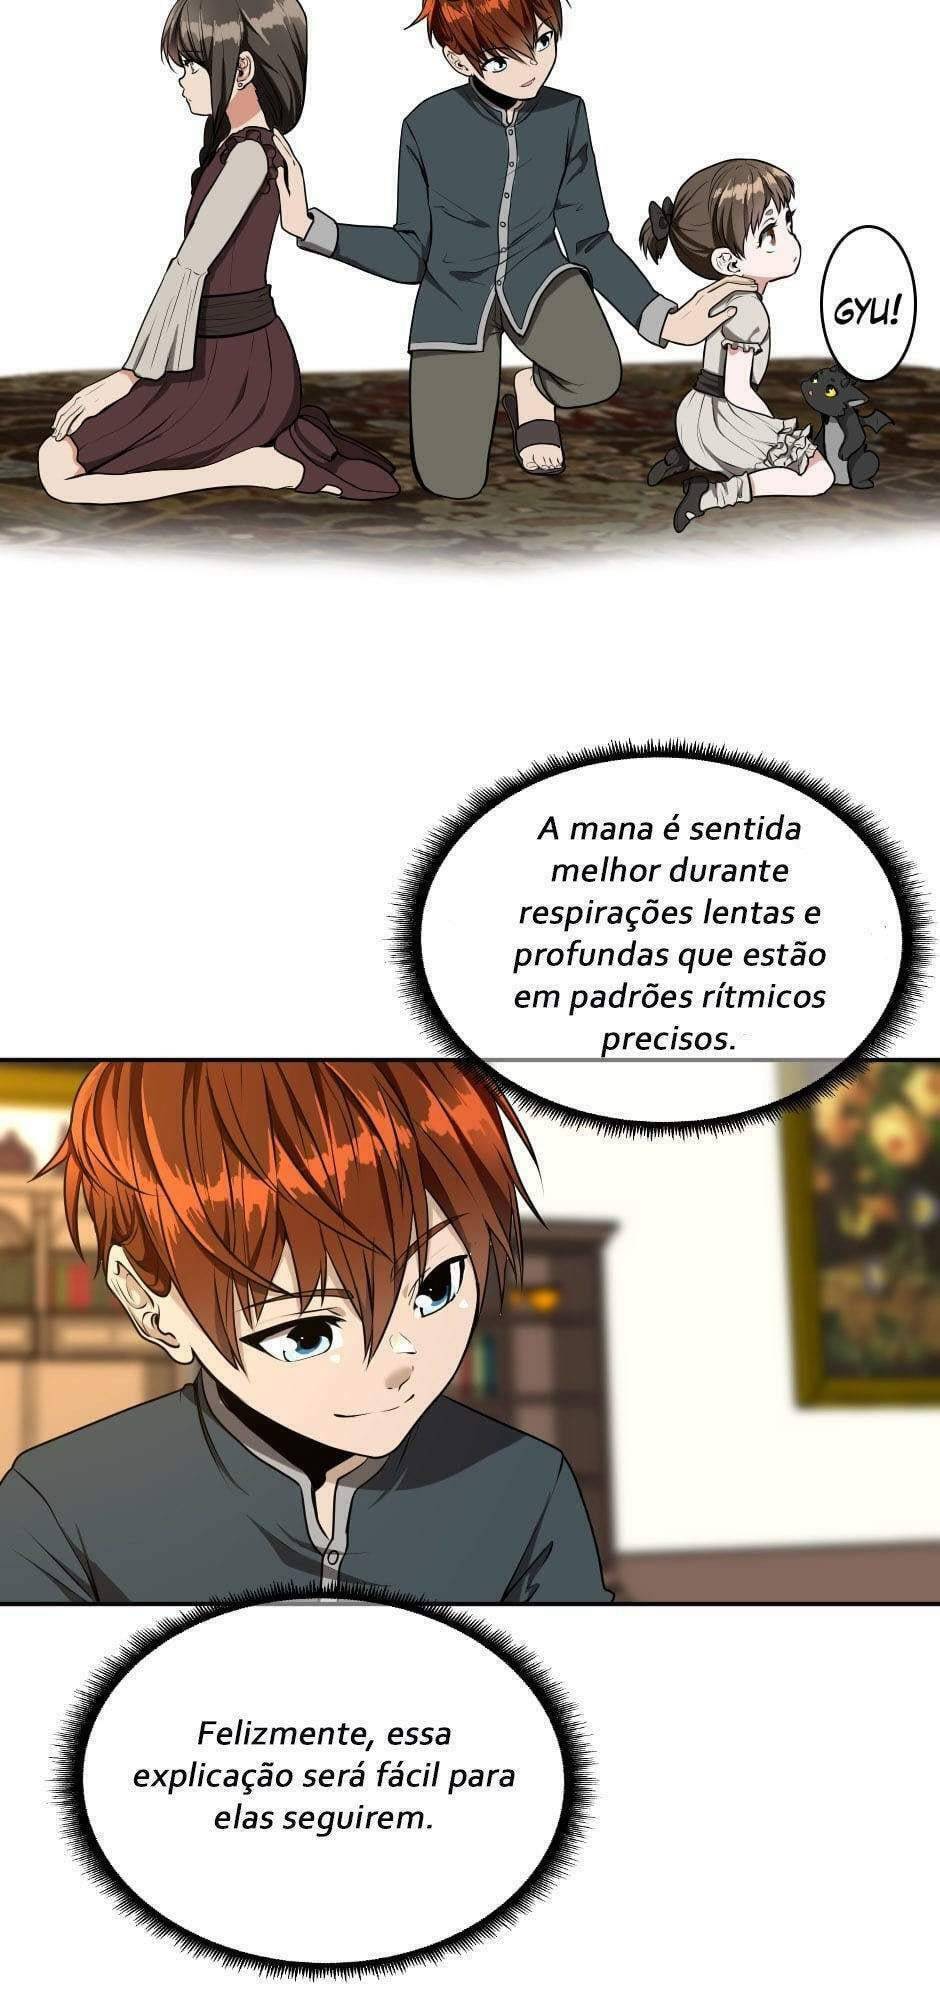 GYU!
A mana é sentida
melhor durante
respirações lentas e
profundas que estão
em padrões rítmicos
precisos.
Felizmente, essa
explicação será fácil para
elas seguirem.